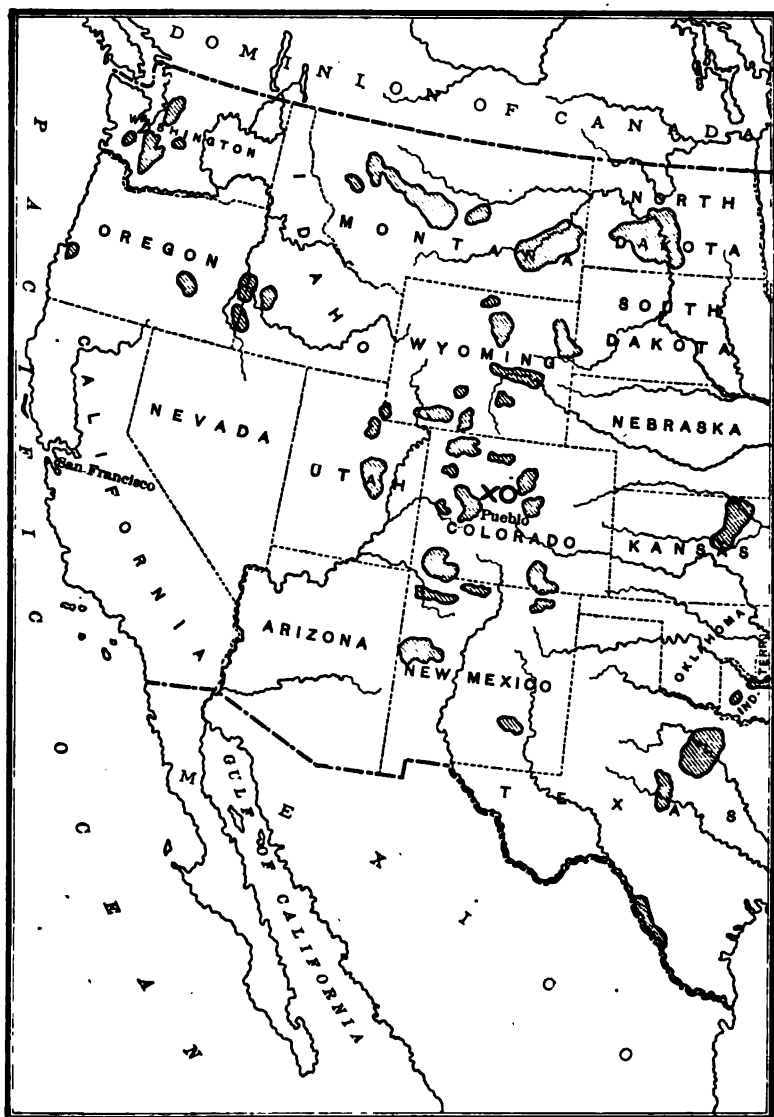 DOMINION OF CANADA
WASHINGTON
NORTH
DAKOTA
MONTANA
IDAHO
OREGON
SOUTH
DAKOTA
WYOMING
NEBRASKA
NEVADA
UTAH
CALIFORNIA
San Francisco
XO
Pueblo
COLORADO
KANSAS
ARIZONA
NEW MEXICO
OKLAHOMA
IND. TERR.
TEXAS
MEXICO
GULF OF CALIFORNIA
PACIFIC OCEAN